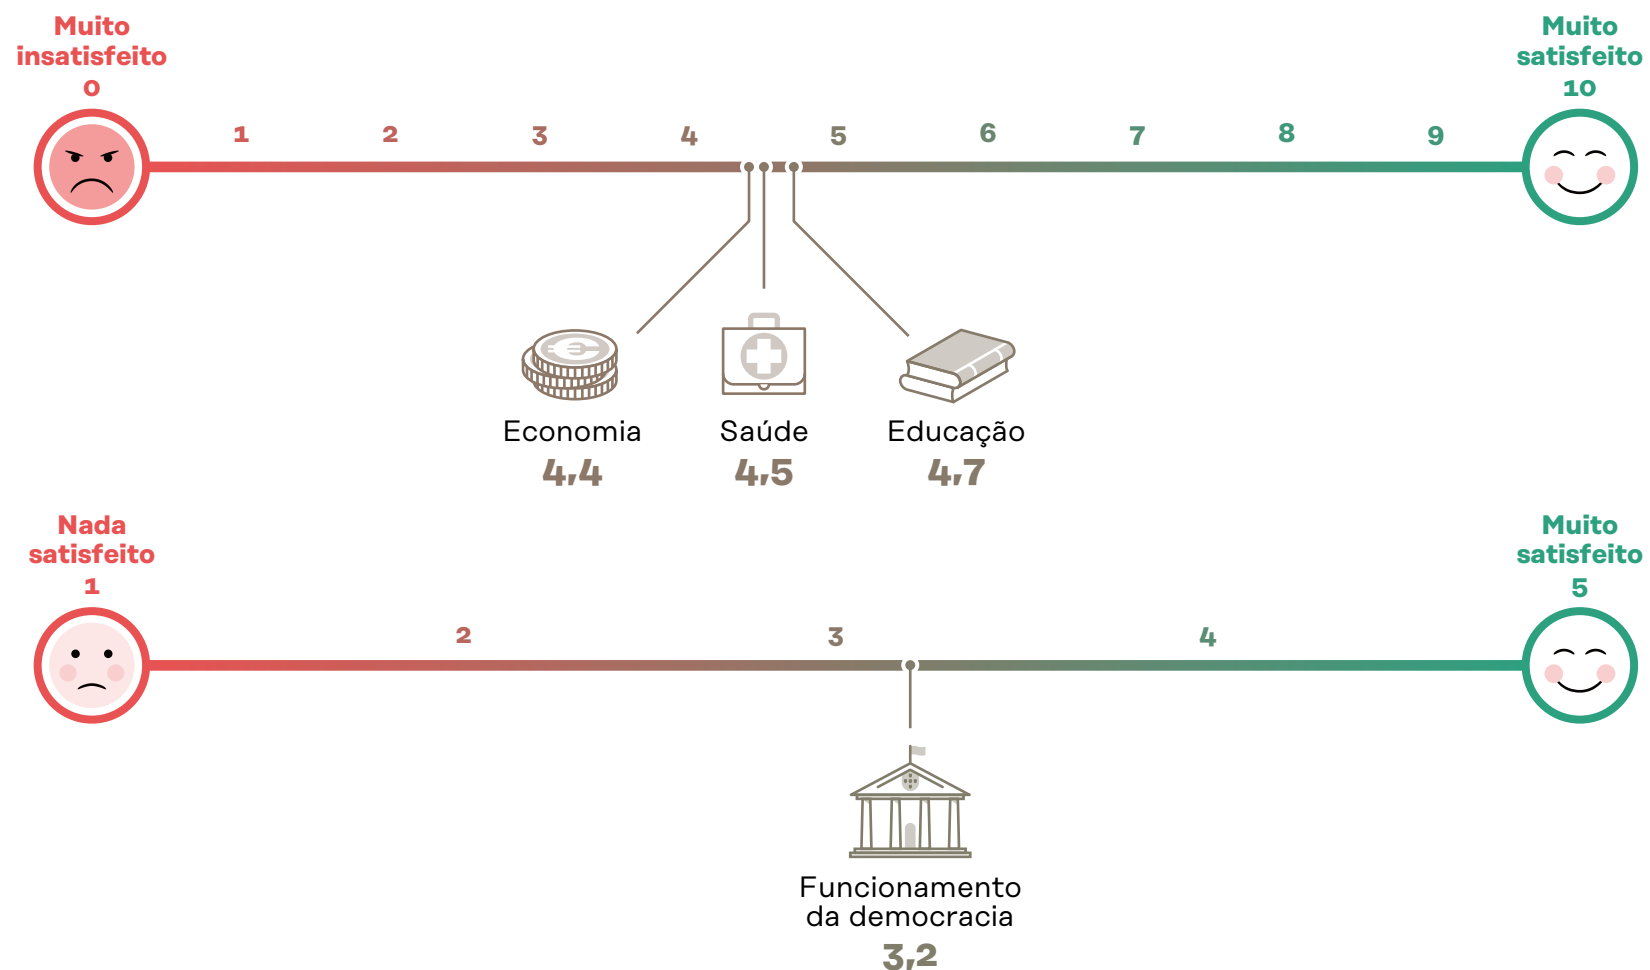 Muito
insatisfeito
0
Muito
satisfeito
10
1 2 3 4 5 6 7 8 9
Economia
4,4
Saúde
4,5
Educação
4,7
Nada
satisfeito
1
Muito
satisfeito
5
2 3 4
Funcionamento
da democracia
3,2